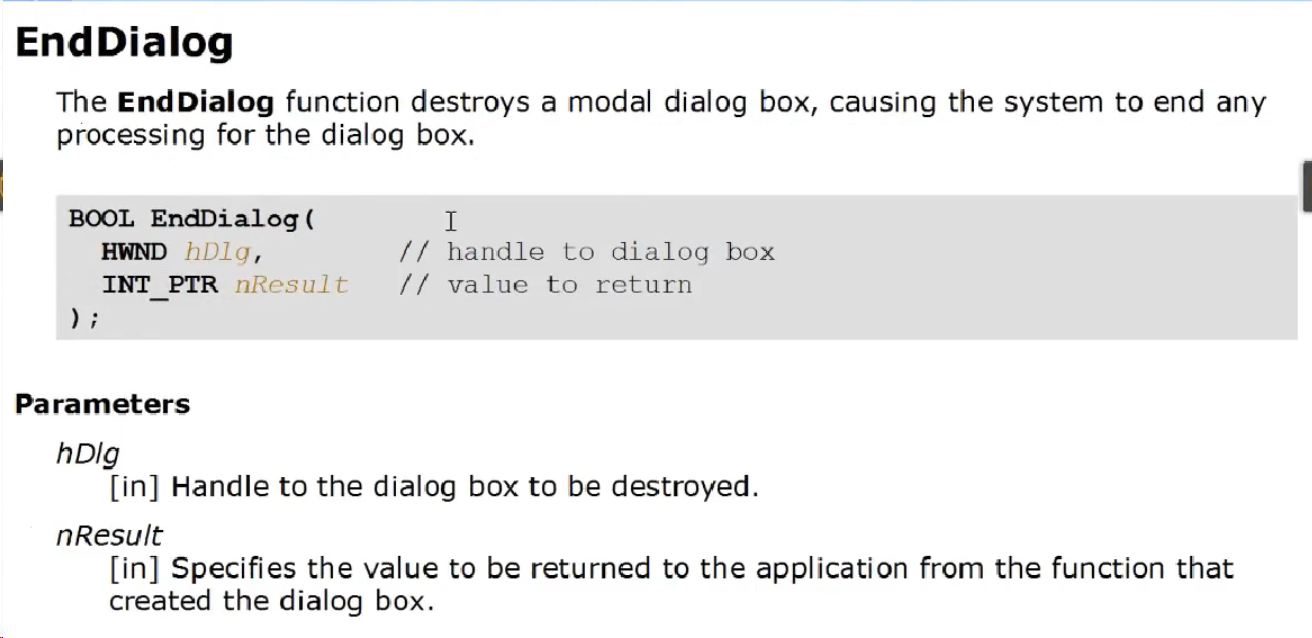 EndDialog
The EndDialog function destroys a modal dialog box, causing the system to end any
processing for the dialog box.
BOOL EndDialog(
HWND hDlg, // handle to dialog box
INT_PTR nResult // value to return
);
Parameters
hDlg
[in] Handle to the dialog box to be destroyed.
nResult
[in] Specifies the value to be returned to the application from the function that
created the dialog box.